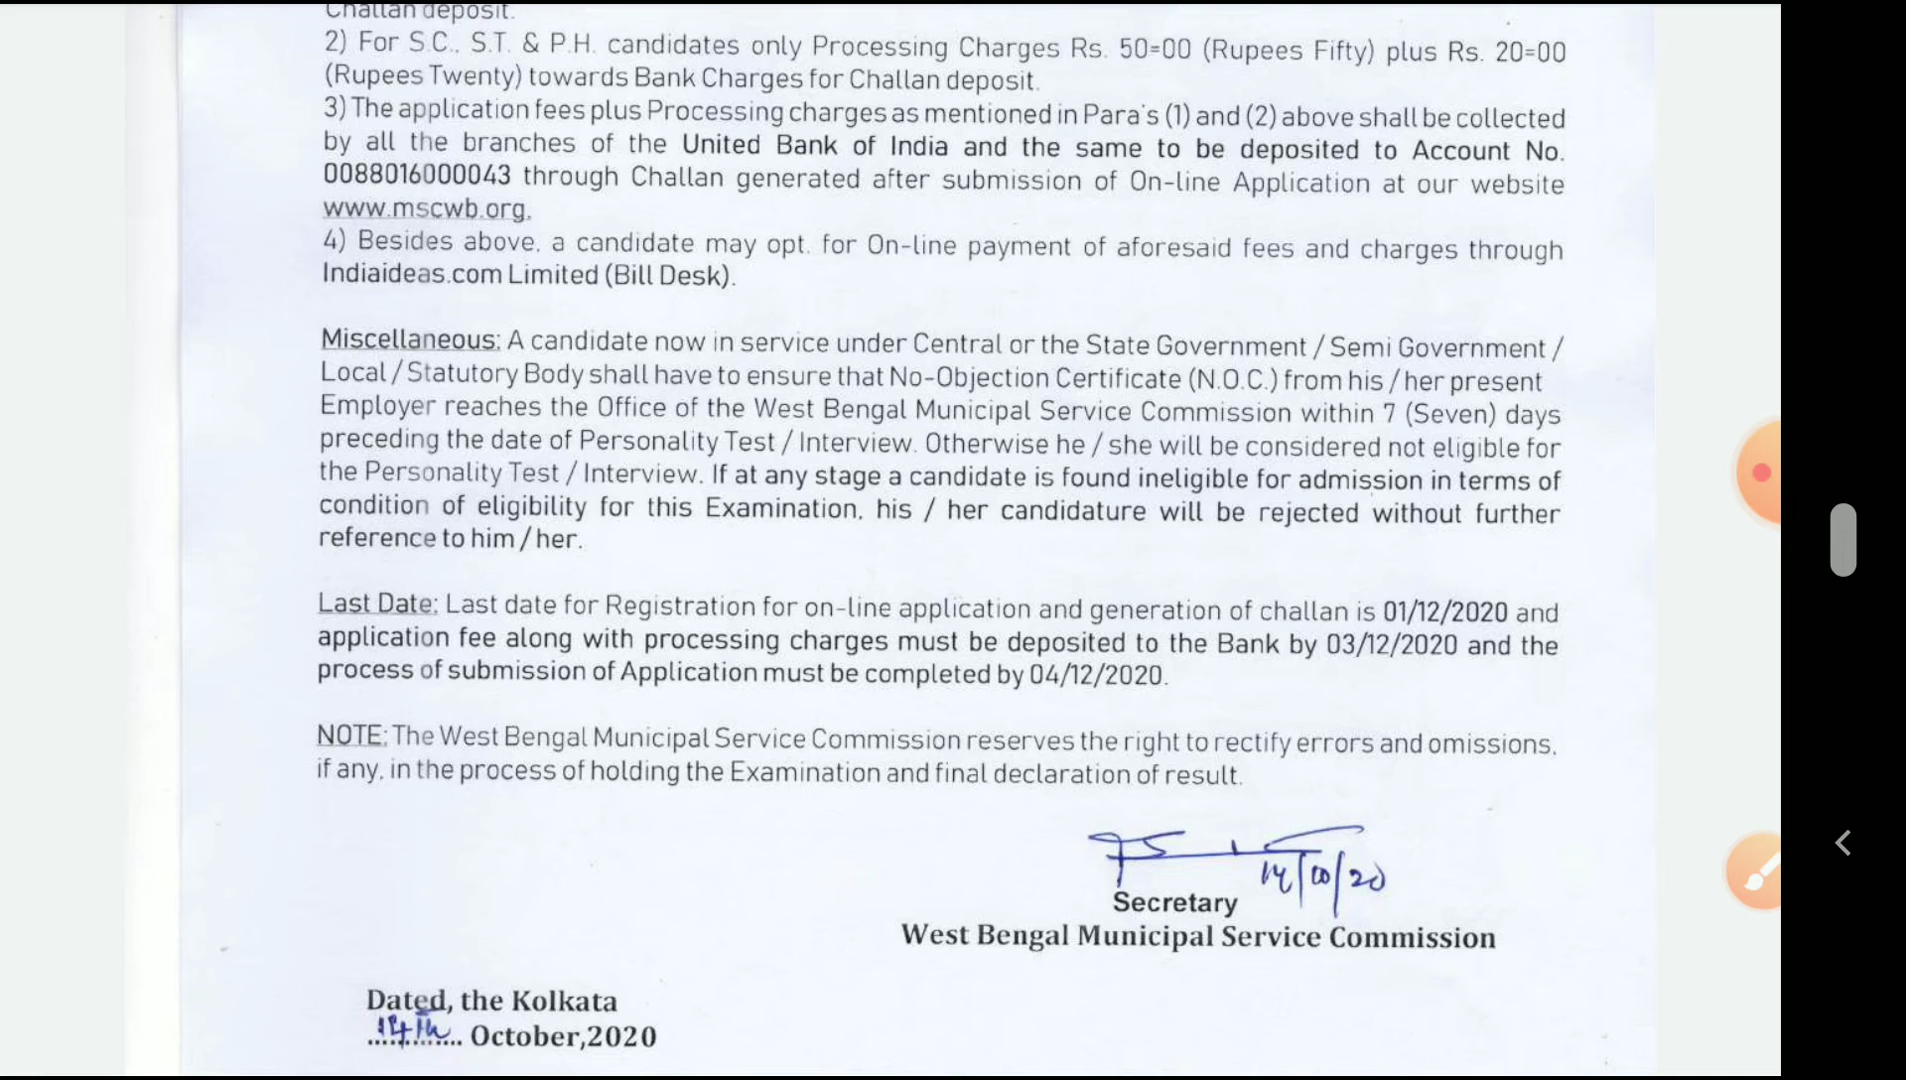 Challan deposit.
2) For S.C., S.T. & P.H. candidates only Processing Charges Rs. 50=00 (Rupees Fifty) plus Rs. 20=00
(Rupees Twenty) towards Bank Charges for Challan deposit.
3) The application fees plus Processing charges as mentioned in Para's (1) and (2) above shall be collected
by all the branches of the United Bank of India and the same to be deposited to Account No.
0088016000043 through Challan generated after submission of On-line Application at our website
www.mscwb.org.
4) Besides above, a candidate may opt. for On-line payment of aforesaid fees and charges through
Indiaideas.com Limited (Bill Desk).
Miscellaneous: A candidate now in service under Central or the State Government / Semi Government /
Local / Statutory Body shall have to ensure that No-Objection Certificate (N.O.C.) from his / her present
Employer reaches the Office of the West Bengal Municipal Service Commission within 7 (Seven) days
preceding the date of Personality Test / Interview. Otherwise he / she will be considered not eligible for
the Personality Test / Interview. If at any stage a candidate is found ineligible for admission in terms of
condition of eligibility for this Examination, his / her candidature will be rejected without further
reference to him / her.
Last Date: Last date for Registration for on-line application and generation of challan is 01/12/2020 and
application fee along with processing charges must be deposited to the Bank by 03/12/2020 and the
process of submission of Application must be completed by 04/12/2020.
NOTE: The West Bengal Municipal Service Commission reserves the right to rectify errors and omissions,
if any, in the process of holding the Examination and final declaration of result.
14/10/20
Secretary
West Bengal Municipal Service Commission
Dated, the Kolkata
14th October,2020